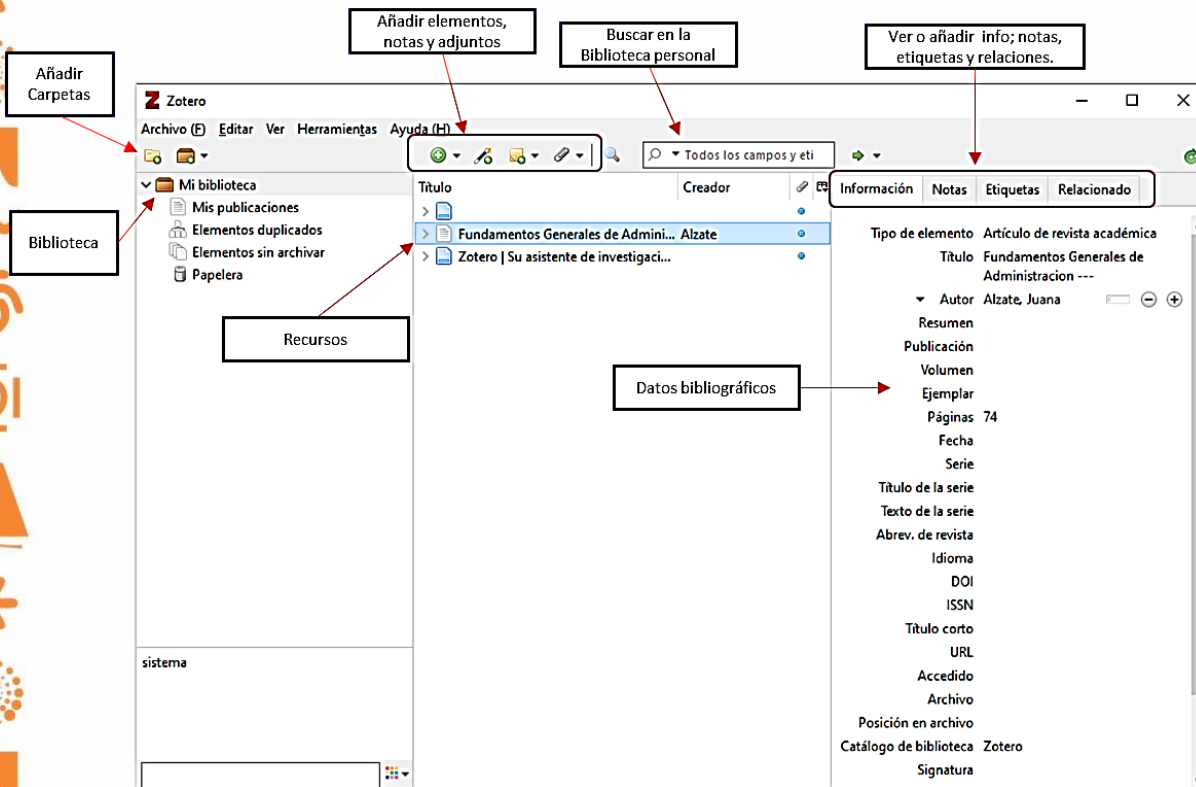 Añadir elementos,
notas y adjuntos
Buscar en la
Biblioteca personal
Ver o añadir info; notas,
etiquetas y relaciones.
Añadir
Carpetas
Zotero
Archivo (F) Editar Ver Herramientas Ayuda (H)
Todos los campos y eti
Mi biblioteca
Mis publicaciones
Elementos duplicados
Elementos sin archivar
Papelera
Biblioteca
Título Creador
Fundamentos Generales de Admini... Alzate
Zotero | Su asistente de investigaci...
Recursos
Información Notas Etiquetas Relacionado
Tipo de elemento Artículo de revista académica
Título Fundamentos Generales de
Administracion ---
Autor Alzate, Juana
Resumen
Publicación
Volumen
Datos bibliográficos
Ejemplar
Páginas 74
Fecha
Serie
Título de la serie
Texto de la serie
Abrev. de revista
Idioma
DOI
ISSN
Título corto
URL
Accedido
Archivo
Posición en archivo
Catálogo de biblioteca Zotero
Signatura
sistema